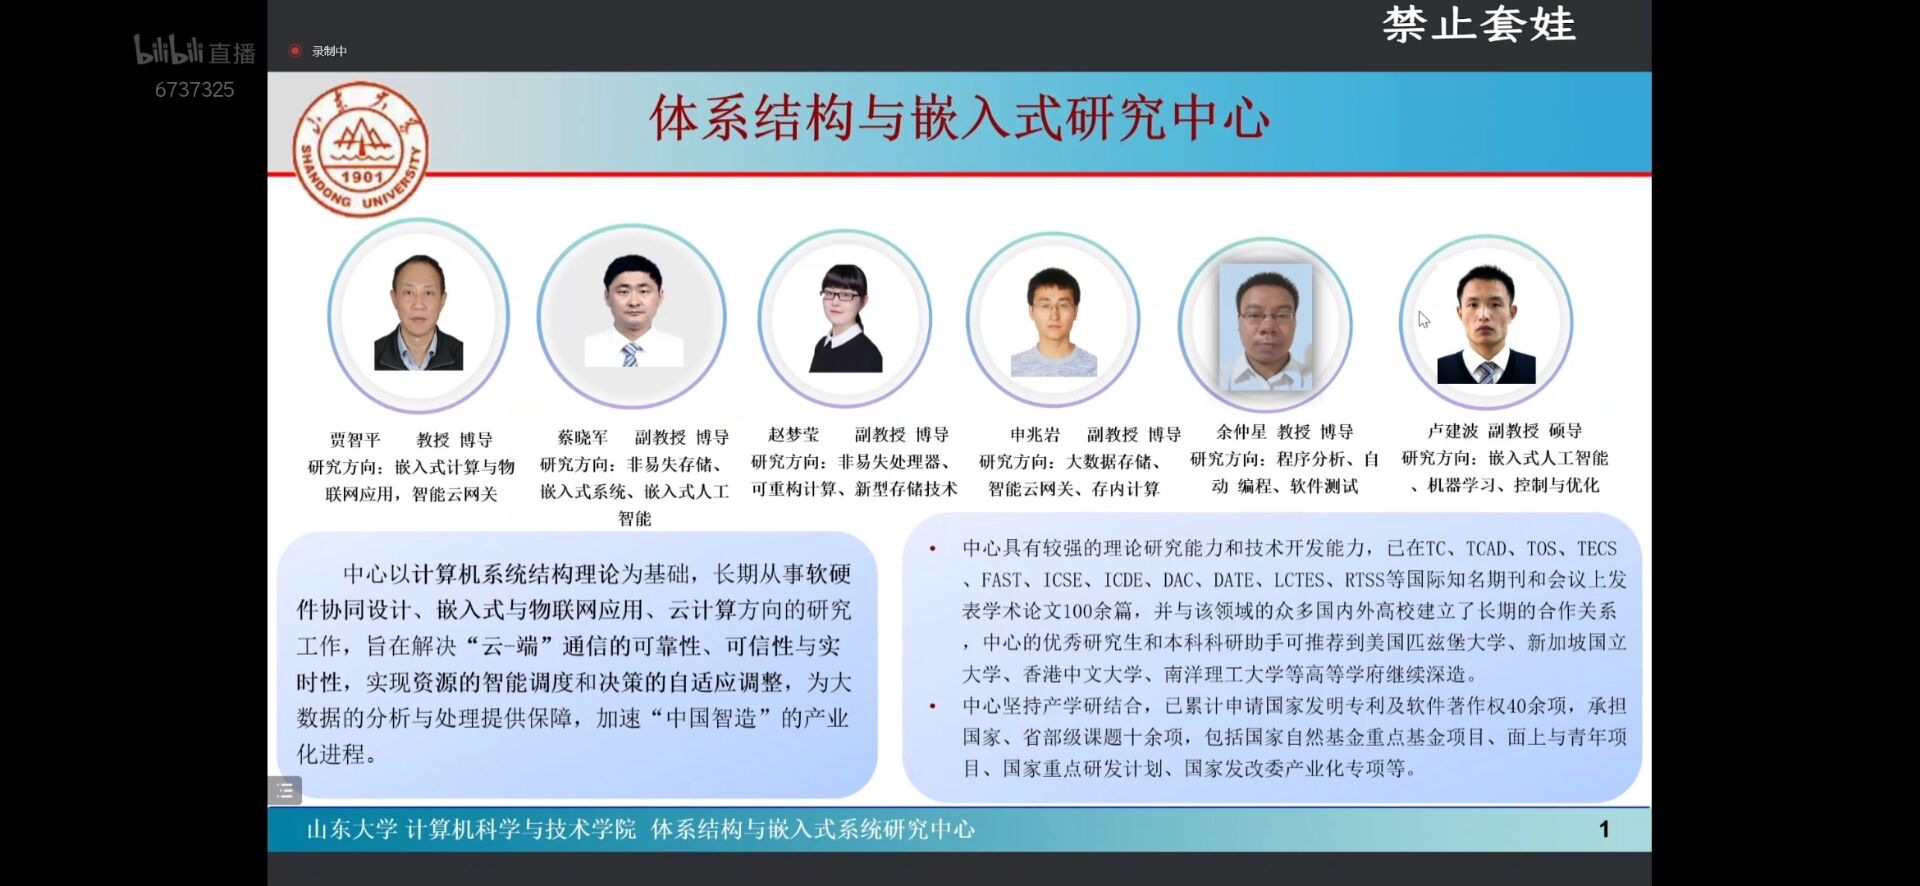 禁止套娃
bilibili直播
6737325
录制中
体系结构与嵌入式研究中心
山东大学
1901
SHANDONG UNIVERSITY
贾智平 教授 博导
研究方向：嵌入式计算与物
联网应用，智能云网关
蔡晓军 副教授 博导
研究方向：非易失存储、
嵌入式系统、嵌入式人工
智能
赵梦莹 副教授 博导
研究方向：非易失处理器、
可重构计算、新型存储技术
申兆岩 副教授 博导
研究方向：大数据存储、
智能云网关、存内计算
余仲星 教授 博导
研究方向：程序分析、自
动 编程、软件测试
卢建波 副教授 硕导
研究方向：嵌入式人工智能
、机器学习、控制与优化
中心以计算机系统结构理论为基础，长期从事软硬
件协同设计、嵌入式与物联网应用、云计算方向的研究
工作，旨在解决“云-端”通信的可靠性、可信性与实
时性，实现资源的智能调度和决策的自适应调整，为大
数据的分析与处理提供保障，加速“中国智造”的产业
化进程。
• 中心具有较强的理论研究能力和技术开发能力，已在TC、TCAD、TOS、TECS
、FAST、ICSE、ICDE、DAC、DATE、LCTES、RTSS等国际知名期刊和会议上发
表学术论文100余篇，并与该领域的众多国内外高校建立了长期的合作关系
，中心的优秀研究生和本科科研助手可推荐到美国匹兹堡大学、新加坡国立
大学、香港中文大学、南洋理工大学等高等学府继续深造。
• 中心坚持产学研结合，已累计申请国家发明专利及软件著作权40余项，承担
国家、省部级课题十余项，包括国家自然基金重点基金项目、面上与青年项
目、国家重点研发计划、国家发改委产业化专项等。
山东大学 计算机科学与技术学院 体系结构与嵌入式系统研究中心
1